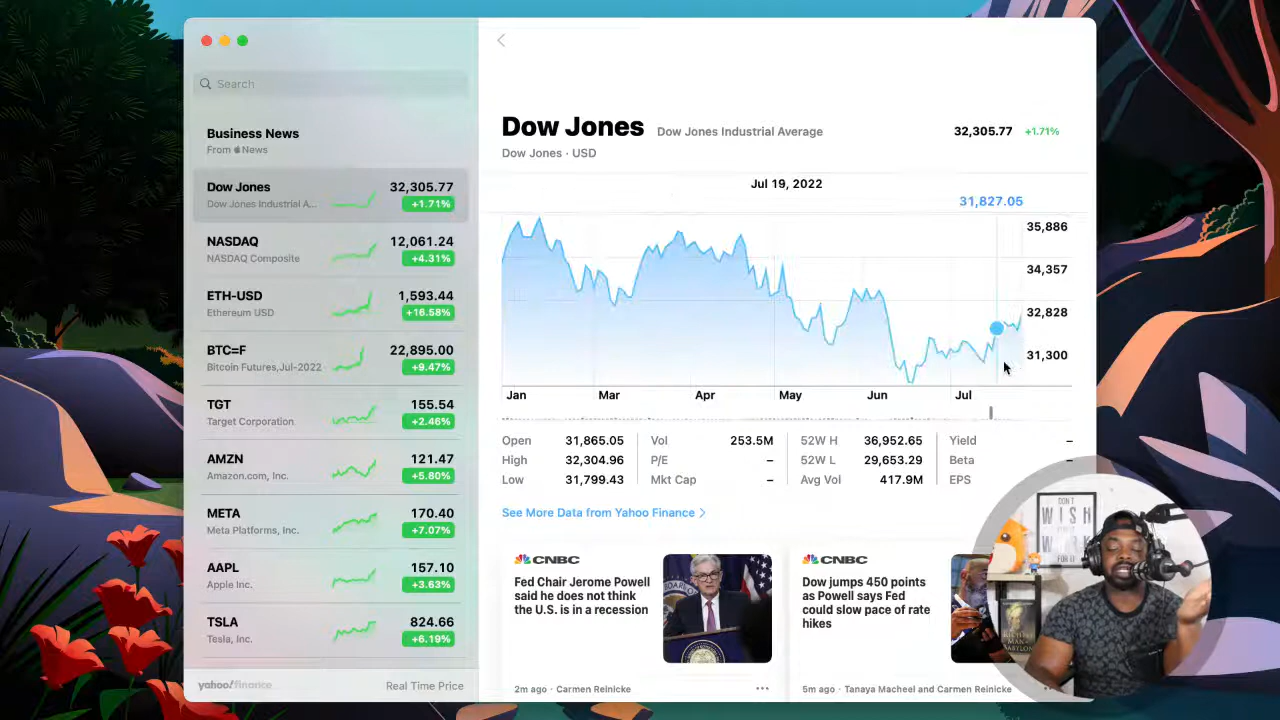 Search
Business News
From News
Dow Jones
32,305.77
Dow Jones Industrial A...
+1.71%
NASDAQ
12,061.24
NASDAQ Composite
+4.31%
ETH-USD
1,593.44
Ethereum USD
+16.58%
BTC=F
22,895.00
Bitcoin Futures,Jul-2022
+9.47%
TGT
155.54
Target Corporation
+2.46%
AMZN
121.47
Amazon.com, Inc.
+5.80%
META
170.40
Meta Platforms, Inc.
+7.07%
AAPL
157.10
Apple Inc.
+3.63%
TSLA
824.66
Tesla, Inc.
+6.19%
yahoo!finance
Real Time Price
Dow Jones Dow Jones Industrial Average 32,305.77 +1.71%
Dow Jones · USD
Jul 19, 2022
31,827.05
35,886
34,357
32,828
31,300
Jan Mar Apr May Jun Jul
Open 31,865.05 Vol 253.5M 52W H 36,952.65 Yield –
High 32,304.96 P/E – 52W L 29,653.29 Beta –
Low 31,799.43 Mkt Cap – Avg Vol 417.9M EPS
See More Data from Yahoo Finance >
CNBC
Fed Chair Jerome Powell
said he does not think
the U.S. is in a recession
2m ago · Carmen Reinicke
CNBC
Dow jumps 450 points
as Powell says Fed
could slow pace of rate
hikes
5m ago · Tanaya Macheel and Carmen Reinicke
DON'T
WISH
FOR IT